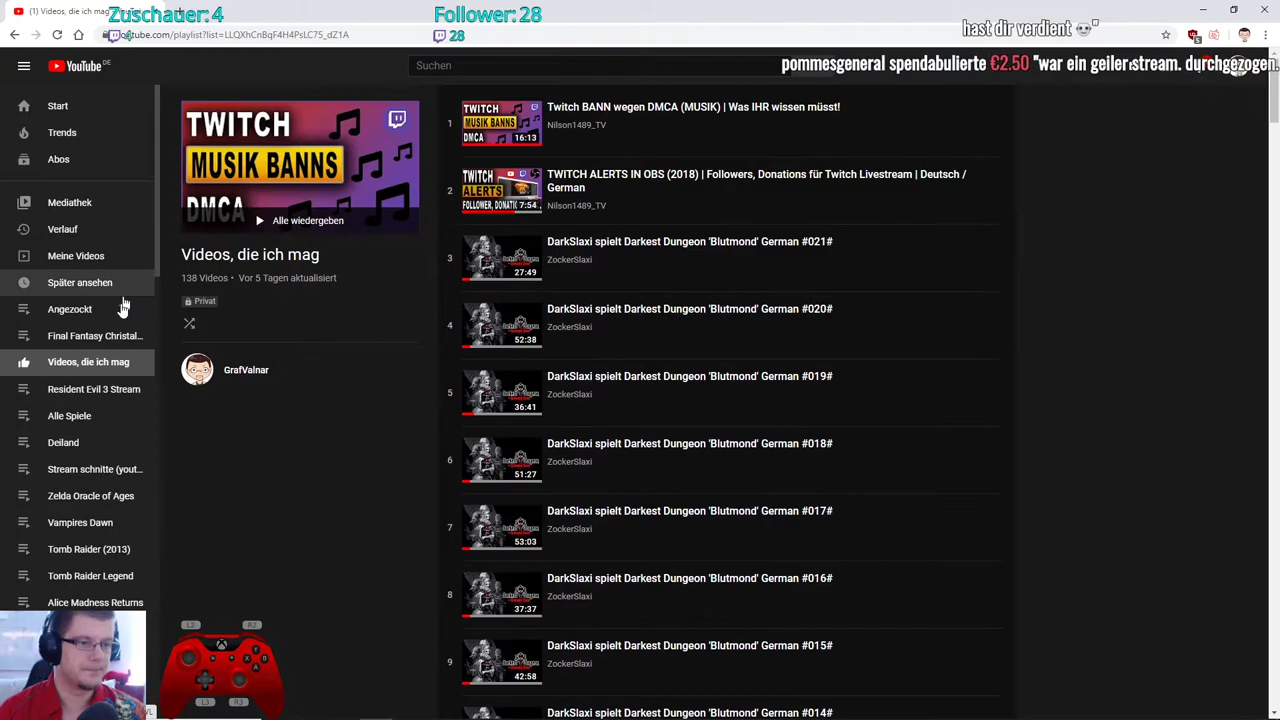 (1) Videos, die ich mag
Zuschauer: 4
Follower: 28
4
28
hast dir verdient 💀"
pommesgeneral spendabulierte €2.50 "war ein geiler stream. durchgezogen.
utube.com/playlist?list=LLQXhCnBqF4H4PsLC75_dZ1A
YouTube DE
Suchen
Start
Trends
Abos
Mediathek
Verlauf
Meine Videos
Später ansehen
Angezockt
Final Fantasy Christal...
Videos, die ich mag
Resident Evil 3 Stream
Alle Spiele
Deiland
Stream schnitte (yout...
Zelda Oracle of Ages
Vampires Dawn
Tomb Raider (2013)
Tomb Raider Legend
Alice Madness Returns
TWITCH
MUSIK BANNS
DMCA
Alle wiedergeben
Videos, die ich mag
138 Videos • Vor 5 Tagen aktualisiert
Privat
GrafValnar
1
TWITCH
MUSIK BANNS
DMCA
16:13
Twitch BANN wegen DMCA (MUSIK) | Was IHR wissen müsst!
Nilson1489_TV
2
TWITCH
ALERTS
FOLLOWER, DONATIO
7:54
TWITCH ALERTS IN OBS (2018) | Followers, Donations für Twitch Livestream | Deutsch /
German
Nilson1489_TV
3
27:49
DarkSlaxi spielt Darkest Dungeon 'Blutmond' German #021#
ZockerSlaxi
4
52:38
DarkSlaxi spielt Darkest Dungeon 'Blutmond' German #020#
ZockerSlaxi
5
36:41
DarkSlaxi spielt Darkest Dungeon 'Blutmond' German #019#
ZockerSlaxi
6
51:27
DarkSlaxi spielt Darkest Dungeon 'Blutmond' German #018#
ZockerSlaxi
7
53:03
DarkSlaxi spielt Darkest Dungeon 'Blutmond' German #017#
ZockerSlaxi
8
37:37
DarkSlaxi spielt Darkest Dungeon 'Blutmond' German #016#
ZockerSlaxi
9
42:58
DarkSlaxi spielt Darkest Dungeon 'Blutmond' German #015#
ZockerSlaxi
DarkSlaxi spielt Darkest Dungeon 'Blutmond' German #014#
L2
R2
Y
X
B
A
L3
R3